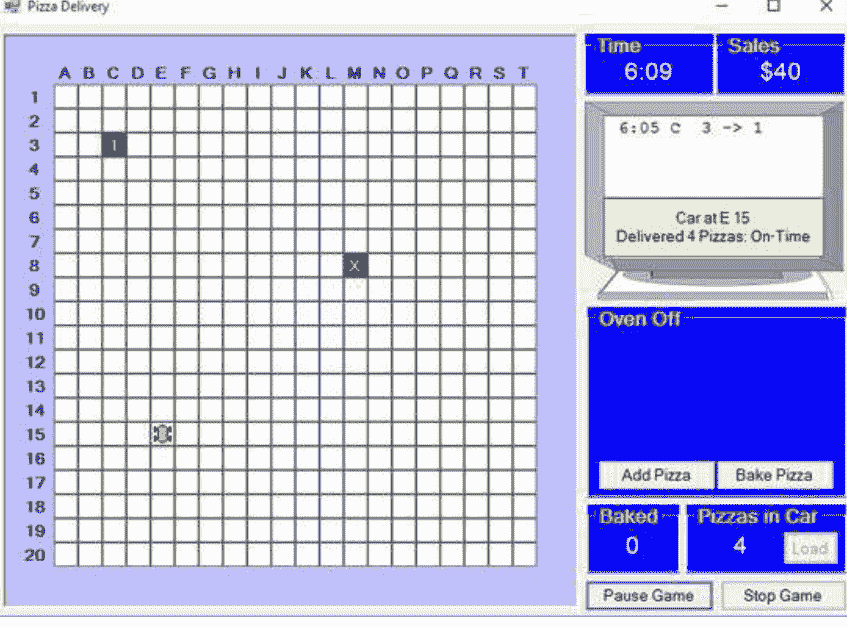 Pizza Delivery
A B C D E F G H I J K L M N O P Q R S T
1
2
3
4
5
6
7
8
9
10
11
12
13
14
15
16
17
18
19
20
1
X
Time
6:09
Sales
$40
6:05 C 3 -> 1
Car at E 15
Delivered 4 Pizzas: On-Time
Oven Off
Add Pizza
Bake Pizza
Baked
0
Pizzas in Car
4
Load
Pause Game
Stop Game